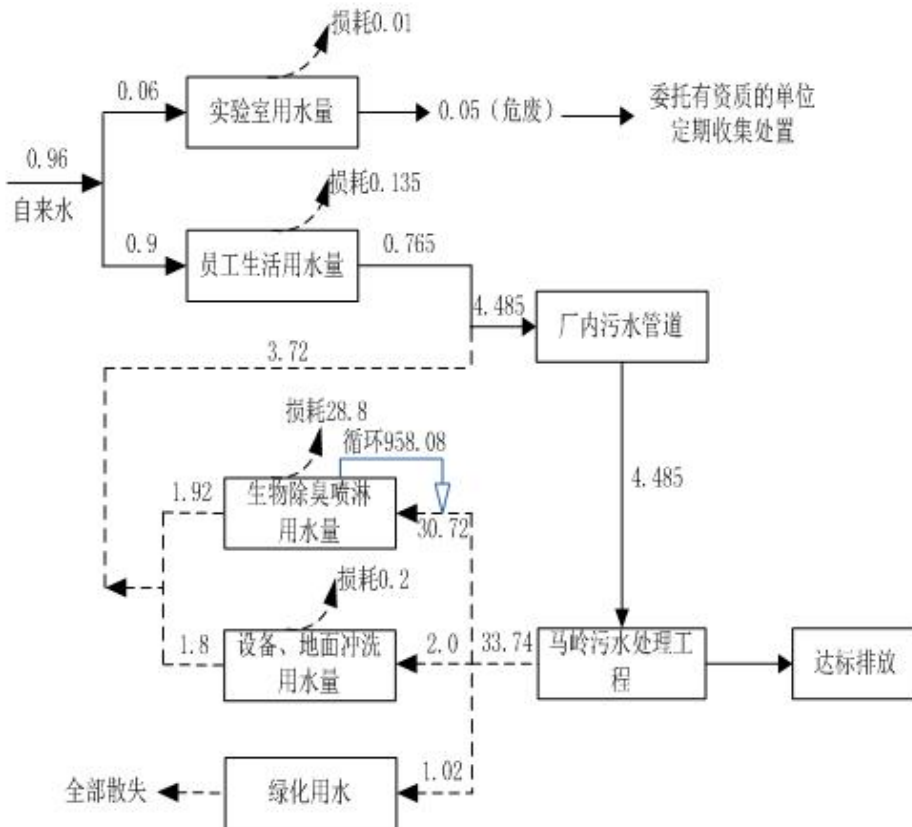 损耗0.01
0.06
实验室用水量
0.05（危废）
委托有资质的单位
定期收集处置
0.96
自来水
损耗0.135
0.9
员工生活用水量
0.765
4.485
厂内污水管道
3.72
损耗28.8
循环958.08
4.485
1.92
生物除臭喷淋
用水量
30.72
损耗0.2
1.8
设备、地面冲洗
用水量
2.0
33.74
马岭污水处理工
程
达标排放
1.02
全部散失
绿化用水